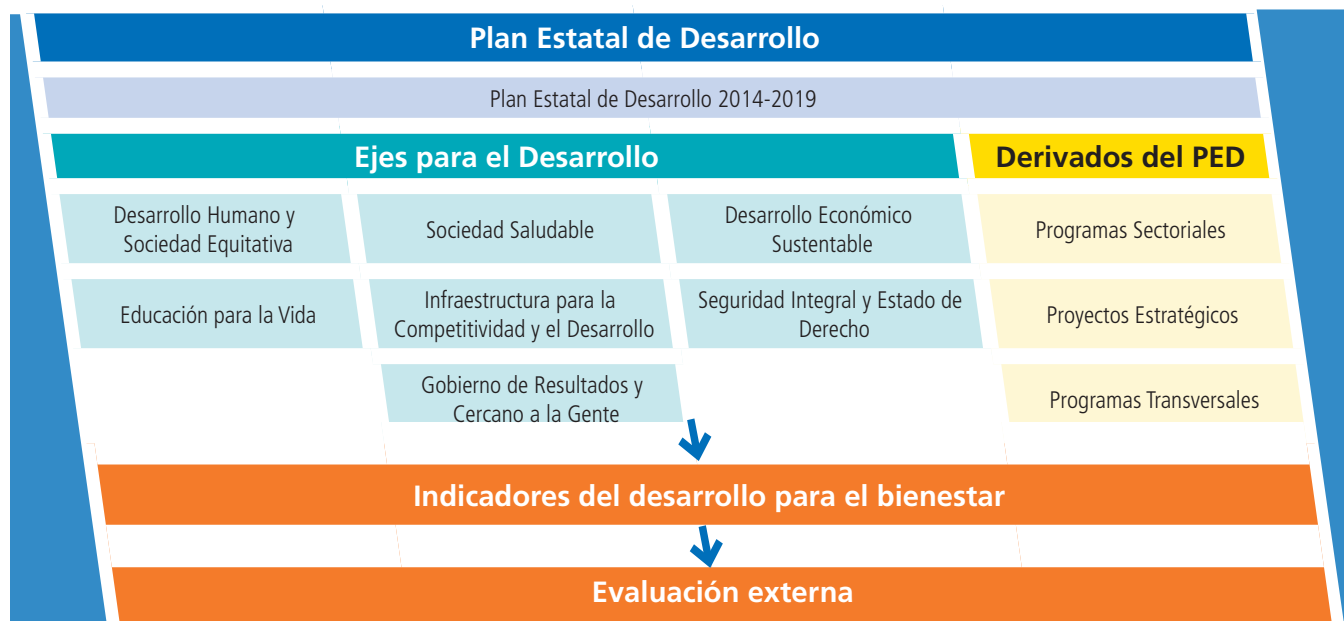 Plan Estatal de Desarrollo
Plan Estatal de Desarrollo 2014-2019
Ejes para el Desarrollo
Derivados del PED
Desarrollo Humano y
Sociedad Equitativa
Sociedad Saludable
Desarrollo Económico
Sustentable
Programas Sectoriales
Educación para la Vida
Infraestructura para la
Competitividad y el Desarrollo
Seguridad Integral y Estado de
Derecho
Proyectos Estratégicos
Gobierno de Resultados y
Cercano a la Gente
Programas Transversales
Indicadores del desarrollo para el bienestar
Evaluación externa